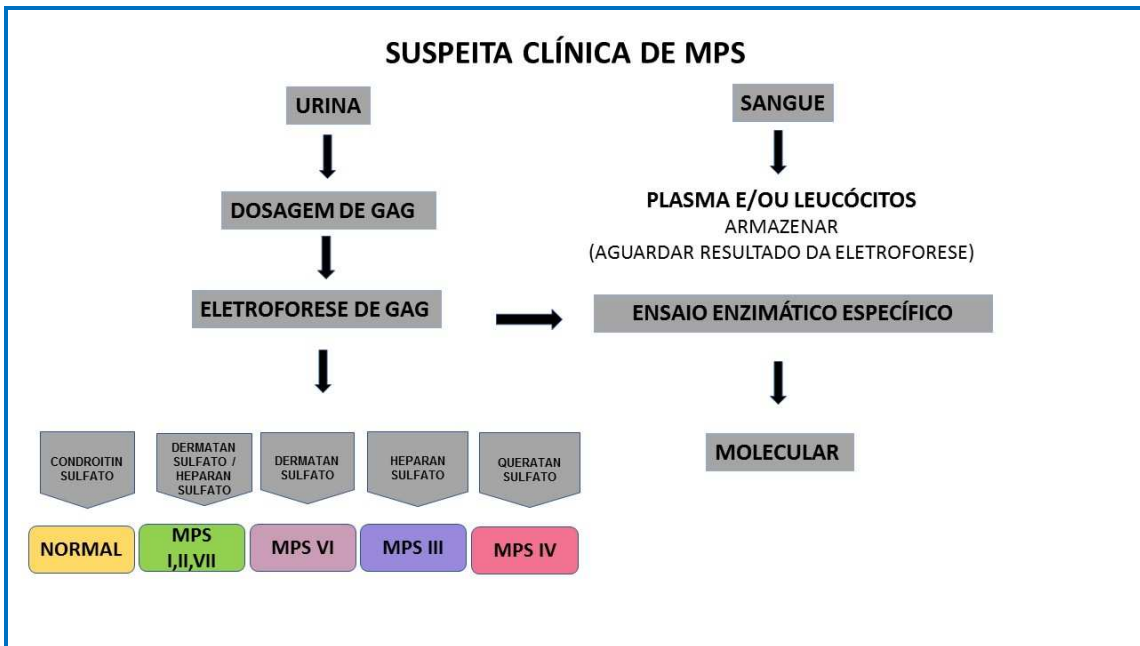 SUSPEITA CLÍNICA DE MPS
URINA
SANGUE
DOSAGEM DE GAG
PLASMA E/OU LEUCÓCITOS
ARMAZENAR
(AGUARDAR RESULTADO DA ELETROFORESE)
ELETROFORESE DE GAG
ENSAIO ENZIMÁTICO ESPECÍFICO
MOLECULAR
CONDROITIN
SULFATO
DERMATAN
SULFATO /
HEPARAN
SULFATO
DERMATAN
SULFATO
HEPARAN
SULFATO
QUERATAN
SULFATO
NORMAL
MPS
I,II,VII
MPS VI
MPS III
MPS IV